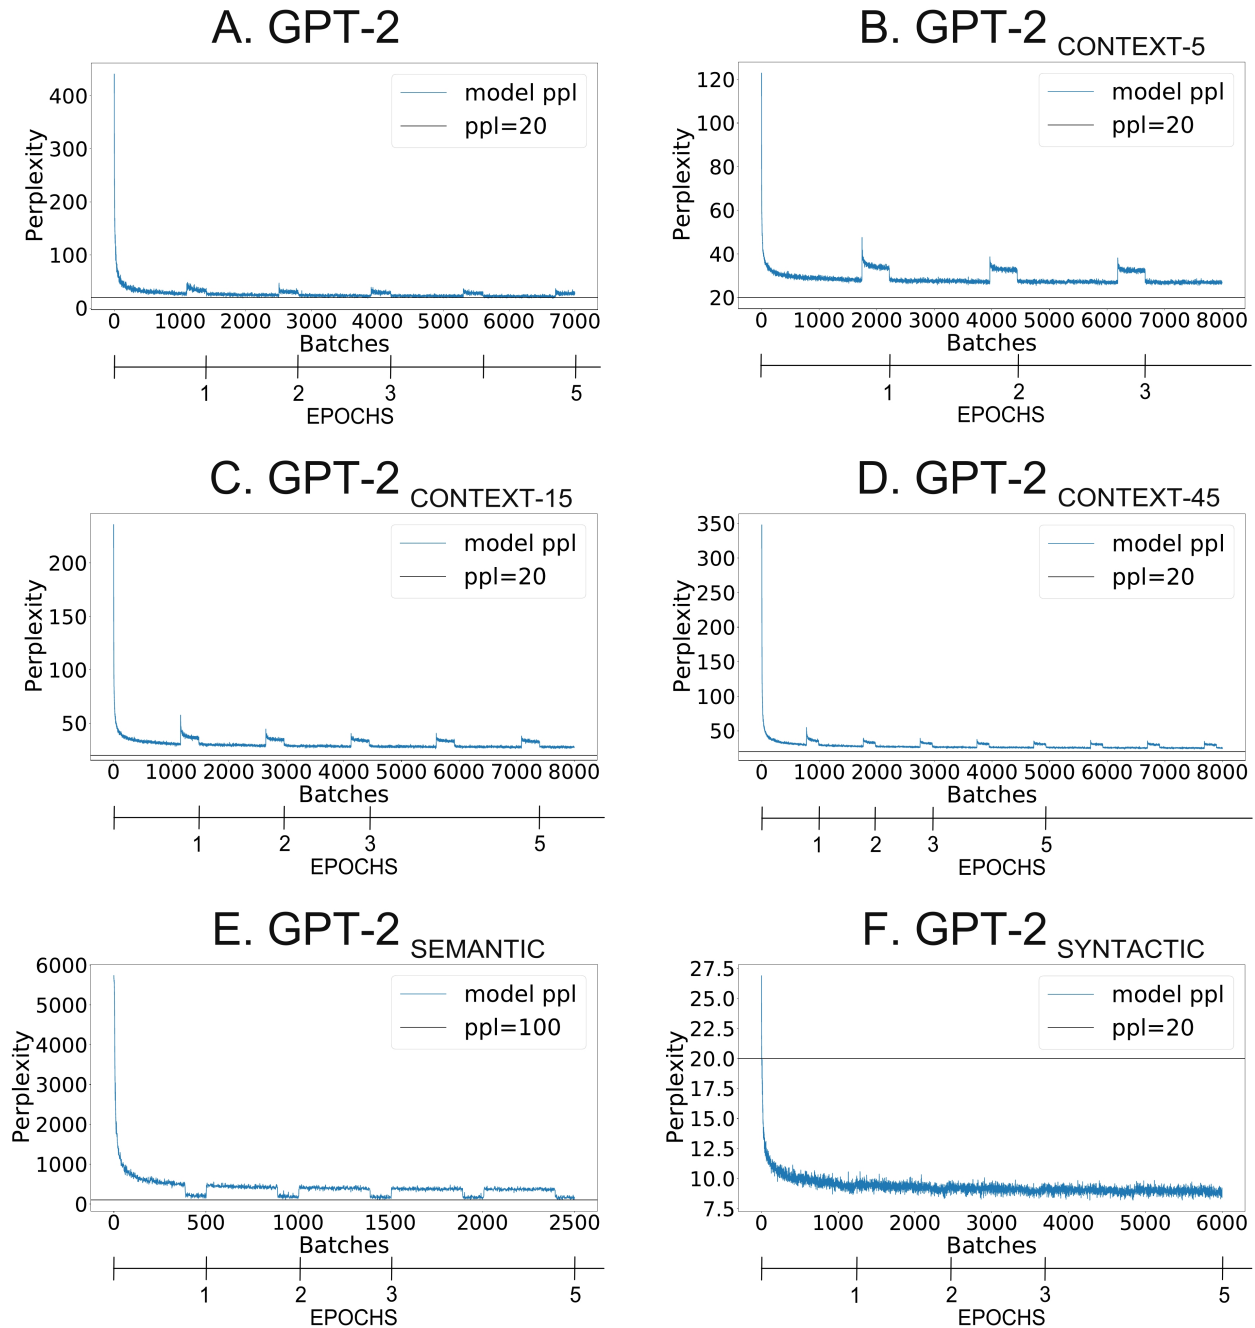 A. GPT-2
model ppl
ppl=20
Perplexity
400
300
200
100
0
0 1000 2000 3000 4000 5000 6000 7000
Batches
1 2 3 5
EPOCHS
B. GPT-2 CONTEXT-5
model ppl
ppl=20
Perplexity
120
100
80
60
40
20
0 1000 2000 3000 4000 5000 6000 7000 8000
Batches
1 2 3
EPOCHS
C. GPT-2 CONTEXT-15
model ppl
ppl=20
Perplexity
200
150
100
50
0 1000 2000 3000 4000 5000 6000 7000 8000
Batches
1 2 3 5
EPOCHS
D. GPT-2 CONTEXT-45
model ppl
ppl=20
Perplexity
350
300
250
200
150
100
50
0 1000 2000 3000 4000 5000 6000 7000 8000
Batches
1 2 3 5
EPOCHS
E. GPT-2 SEMANTIC
model ppl
ppl=100
Perplexity
6000
5000
4000
3000
2000
1000
0
0 500 1000 1500 2000 2500
Batches
1 2 3 5
EPOCHS
F. GPT-2 SYNTACTIC
model ppl
ppl=20
Perplexity
27.5
25.0
22.5
20.0
17.5
15.0
12.5
10.0
7.5
0 1000 2000 3000 4000 5000 6000
Batches
1 2 3 5
EPOCHS